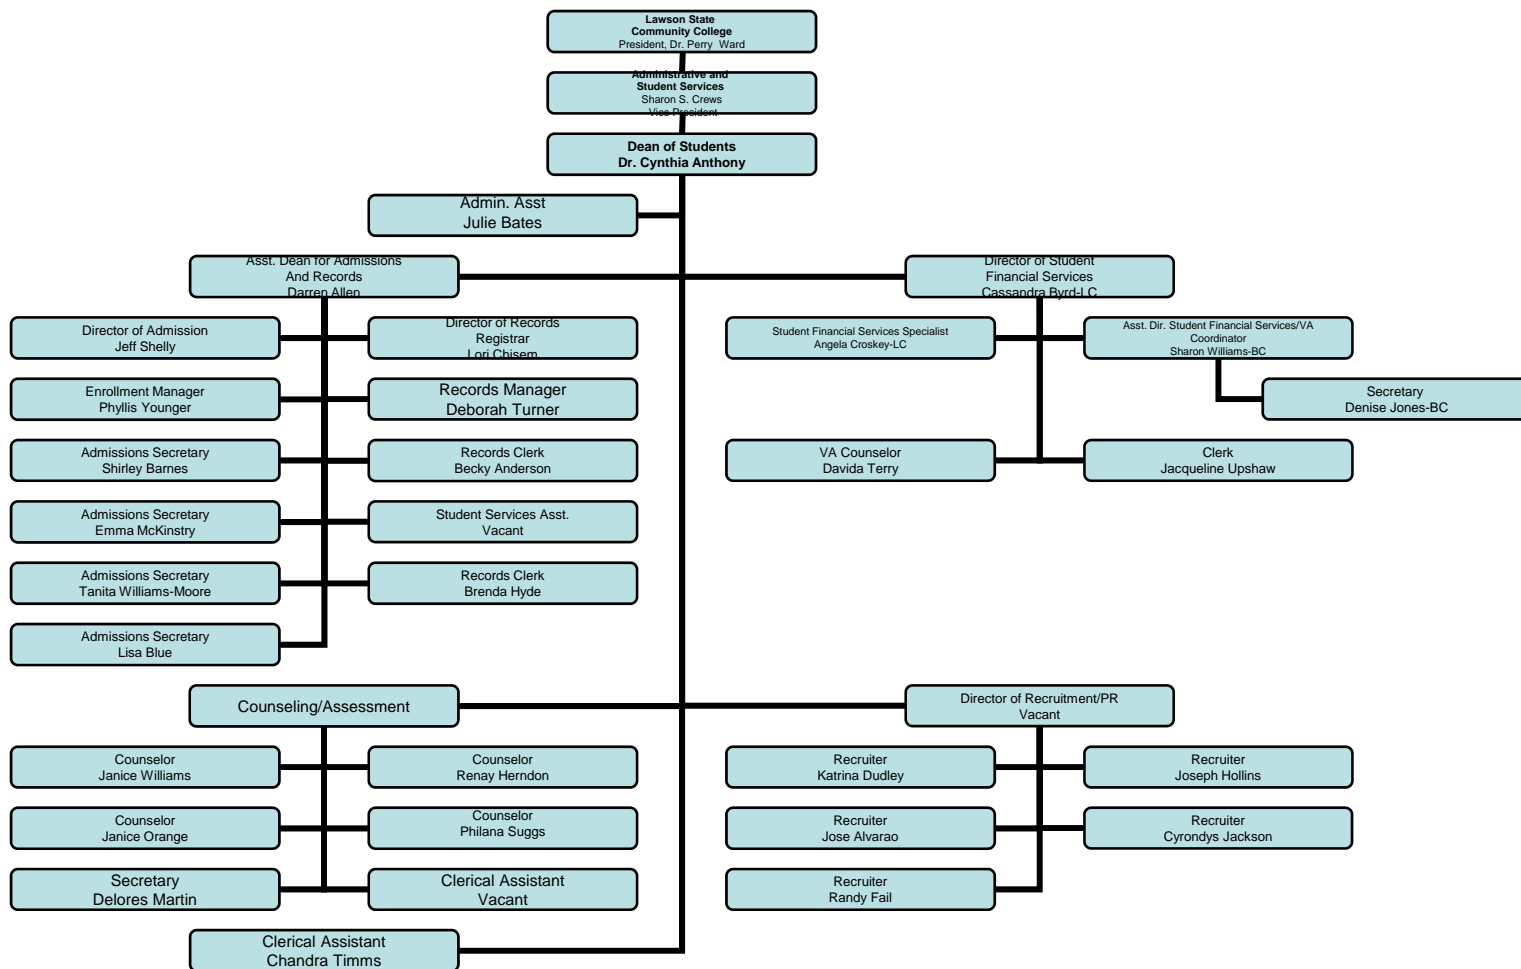 Lawson State
Community College
President, Dr. Perry Ward
Administrative and
Student Services
Sharon S. Crews
Vice President
Dean of Students
Dr. Cynthia Anthony
Admin. Asst
Julie Bates
Asst. Dean for Admissions
And Records
Darren Allen
Director of Student
Financial Services
Cassandra Byrd-LC
Director of Admission
Jeff Shelly
Director of Records
Registrar
Lori Chisem
Student Financial Services Specialist
Angela Croskey-LC
Asst. Dir. Student Financial Services/VA
Coordinator
Sharon Williams-BC
Enrollment Manager
Phyllis Younger
Records Manager
Deborah Turner
Secretary
Denise Jones-BC
Admissions Secretary
Shirley Barnes
Records Clerk
Becky Anderson
VA Counselor
Davida Terry
Clerk
Jacqueline Upshaw
Admissions Secretary
Emma McKinstry
Student Services Asst.
Vacant
Admissions Secretary
Tanita Williams-Moore
Records Clerk
Brenda Hyde
Admissions Secretary
Lisa Blue
Counseling/Assessment
Director of Recruitment/PR
Vacant
Counselor
Janice Williams
Counselor
Renay Herndon
Recruiter
Katrina Dudley
Recruiter
Joseph Hollins
Counselor
Janice Orange
Counselor
Philana Suggs
Recruiter
Jose Alvarao
Recruiter
Cyrondys Jackson
Secretary
Delores Martin
Clerical Assistant
Vacant
Recruiter
Randy Fail
Clerical Assistant
Chandra Timms